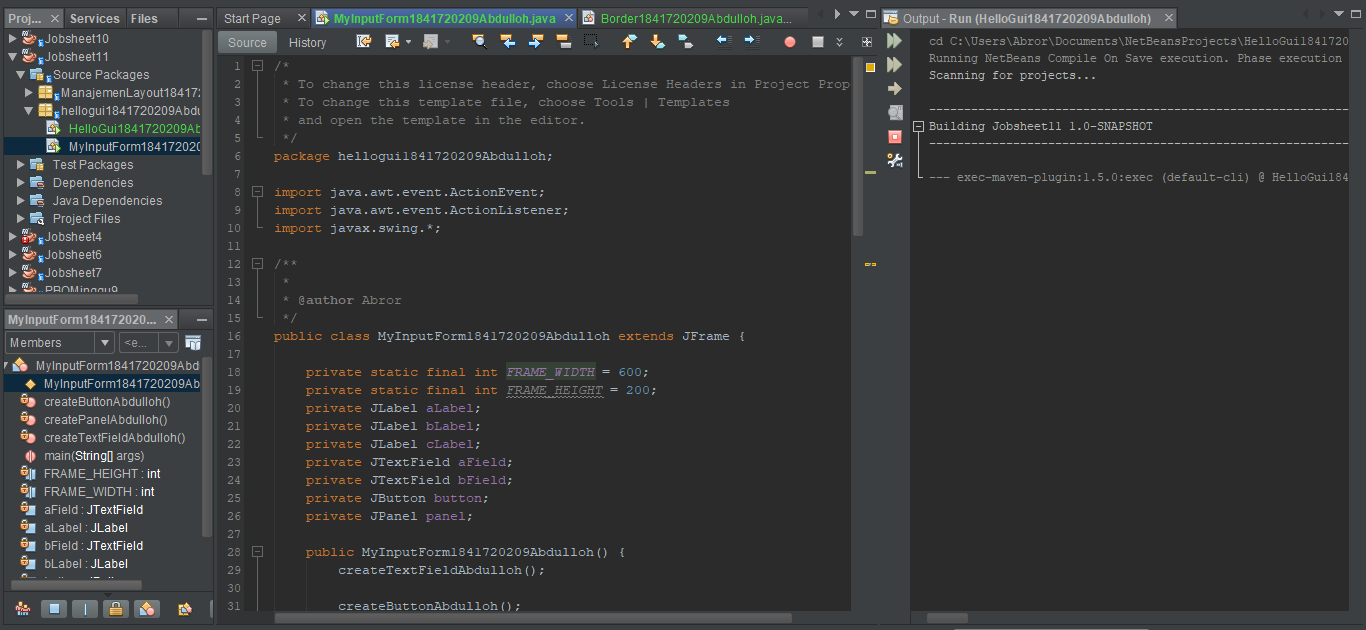 Proj...
Services
Files
Jobsheet10
Jobsheet11
Source Packages
ManajemenLayout18417
hellogui1841720209Abdu
HelloGui1841720209Ab
MyInputForm184172020
Test Packages
Dependencies
Java Dependencies
Project Files
Jobsheet4
Jobsheet6
Jobsheet7
PBOMinggu9
MyInputForm184172020...
Members
<e...
MyInputForm1841720209Abd
MyInputForm1841720209Ab
createButtonAbdulloh()
createPanelAbdulloh()
createTextFieldAbdulloh()
main(String[] args)
FRAME_HEIGHT : int
FRAME_WIDTH : int
aField : JTextField
aLabel : JLabel
bField : JTextField
bLabel : JLabel
Start Page
MyInputForm1841720209Abdulloh.java
Border1841720209Abdulloh.java...
Source
History
1 /*
2 * To change this license header, choose License Headers in Project Prop
3 * To change this template file, choose Tools | Templates
4 * and open the template in the editor.
5 */
6 package hellogui1841720209Abdulloh;
7
8 import java.awt.event.ActionEvent;
9 import java.awt.event.ActionListener;
10 import javax.swing.*;
11
12 /**
13 *
14 * @author Abror
15 */
16 public class MyInputForm1841720209Abdulloh extends JFrame {
17
18 private static final int FRAME_WIDTH = 600;
19 private static final int FRAME_HEIGHT = 200;
20 private JLabel aLabel;
21 private JLabel bLabel;
22 private JLabel cLabel;
23 private JTextField aField;
24 private JTextField bField;
25 private JButton button;
26 private JPanel panel;
27
28 public MyInputForm1841720209Abdulloh() {
29 createTextFieldAbdulloh();
30
31 createButtonAbdulloh();
Output - Run (HelloGui1841720209Abdulloh)
cd C:\Users\Abror\Documents\NetBeansProjects\HelloGui1841720
Running NetBeans Compile On Save execution. Phase execution
Scanning for projects...
------------------------------------------------------------
Building Jobsheet11 1.0-SNAPSHOT
------------------------------------------------------------
--- exec-maven-plugin:1.5.0:exec (default-cli) @ HelloGui184